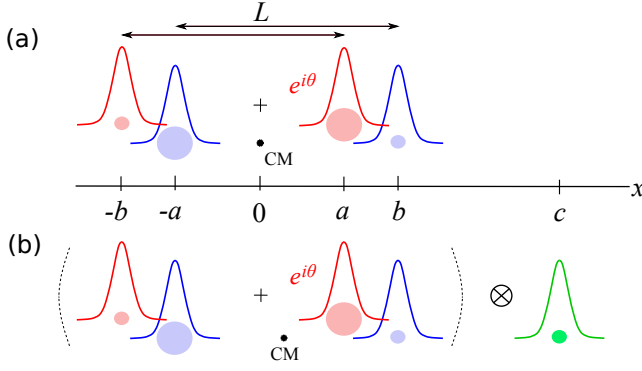 (a)
L
+
e^{iθ}
CM
-b -a 0 a b c x
(b)
+
e^{iθ}
⊗
CM